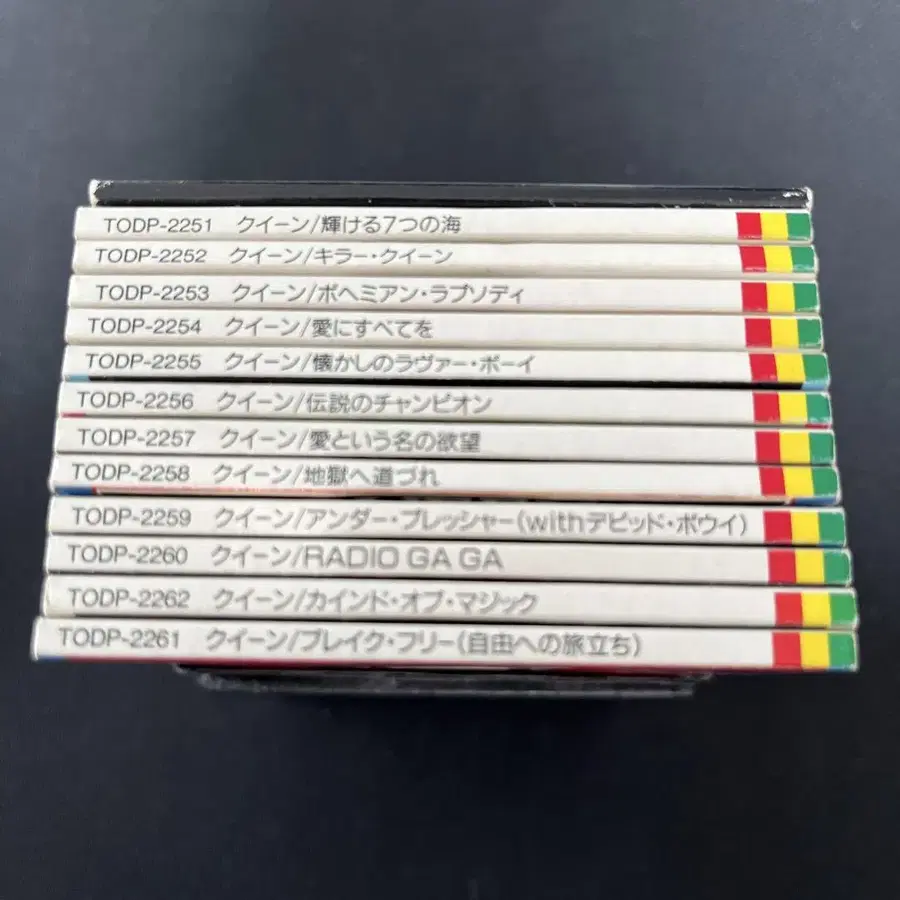 TODP-2251 クイーン/輝ける7つの海
TODP-2252 クイーン/キラー・クイーン
TODP-2253 クイーン/ボヘミアン・ラプソディ
TODP-2254 クイーン/愛にすべてを
TODP-2255 クイーン/懐かしのラヴァー・ボーイ
TODP-2256 クイーン/伝説のチャンピオン
TODP-2257 クイーン/愛という名の欲望
TODP-2258 クイーン/地獄へ道づれ
TODP-2259 クイーン/アンダー・プレッシャー(withデビッド・ボウイ)
TODP-2260 クイーン/RADIO GA GA
TODP-2262 クイーン/カインド・オブ・マジック
TODP-2261 クイーン/ブレイク・フリー(自由への旅立ち)